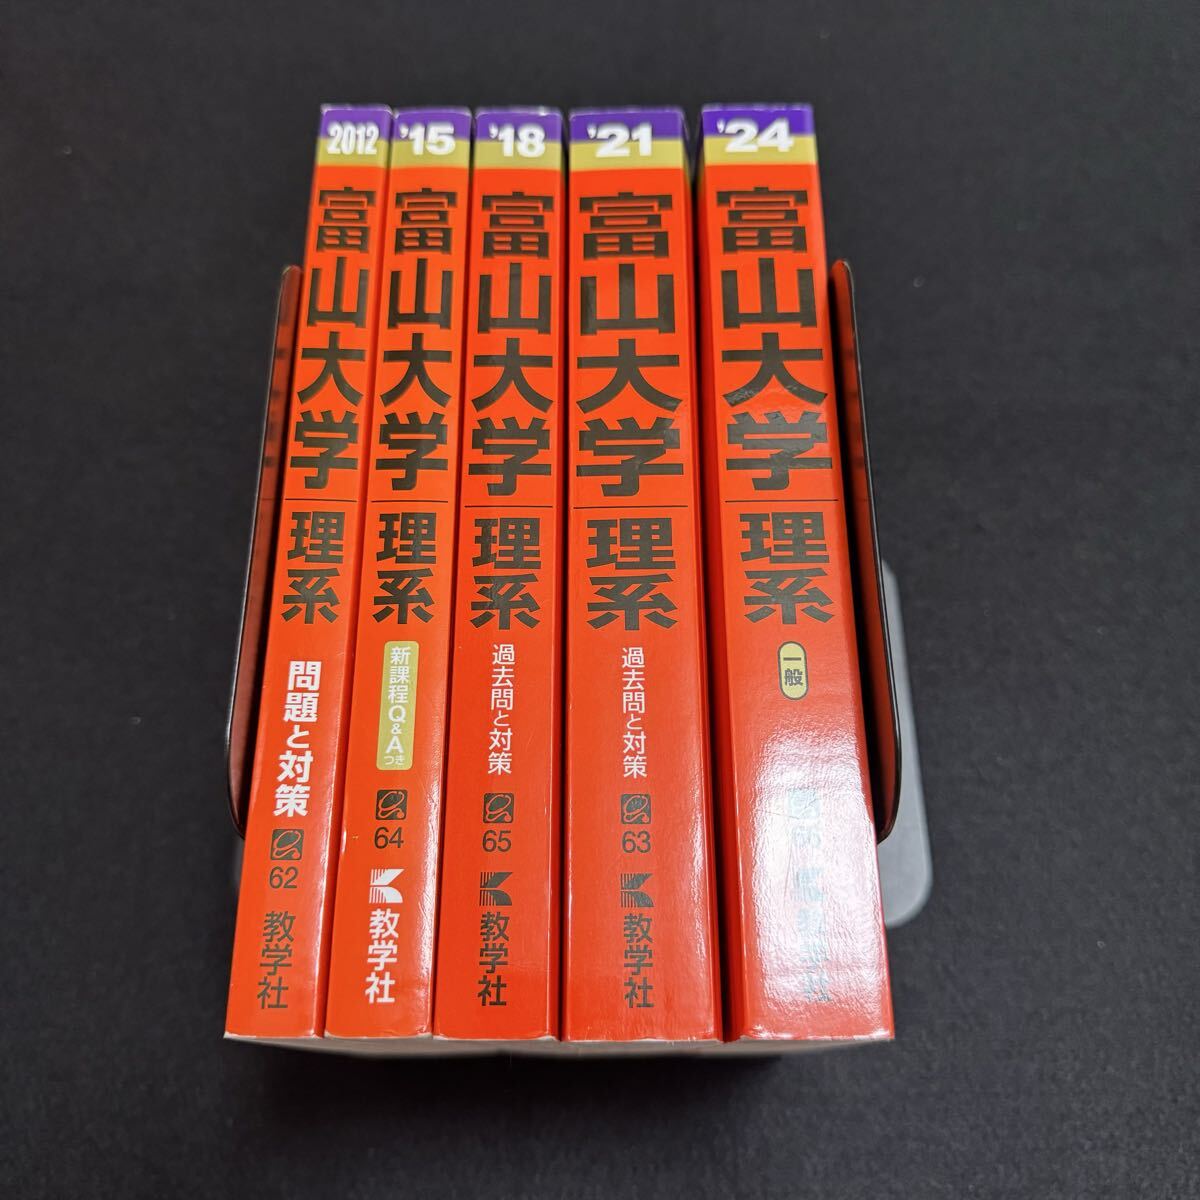 2012
富山大学
理系
問題と対策
62
教学社
'15
富山大学
理系
新課程Q&Aつき
64
教学社
'18
富山大学
理系
過去問と対策
65
教学社
'21
富山大学
理系
過去問と対策
63
教学社
'24
富山大学
理系
一般
66
教学社